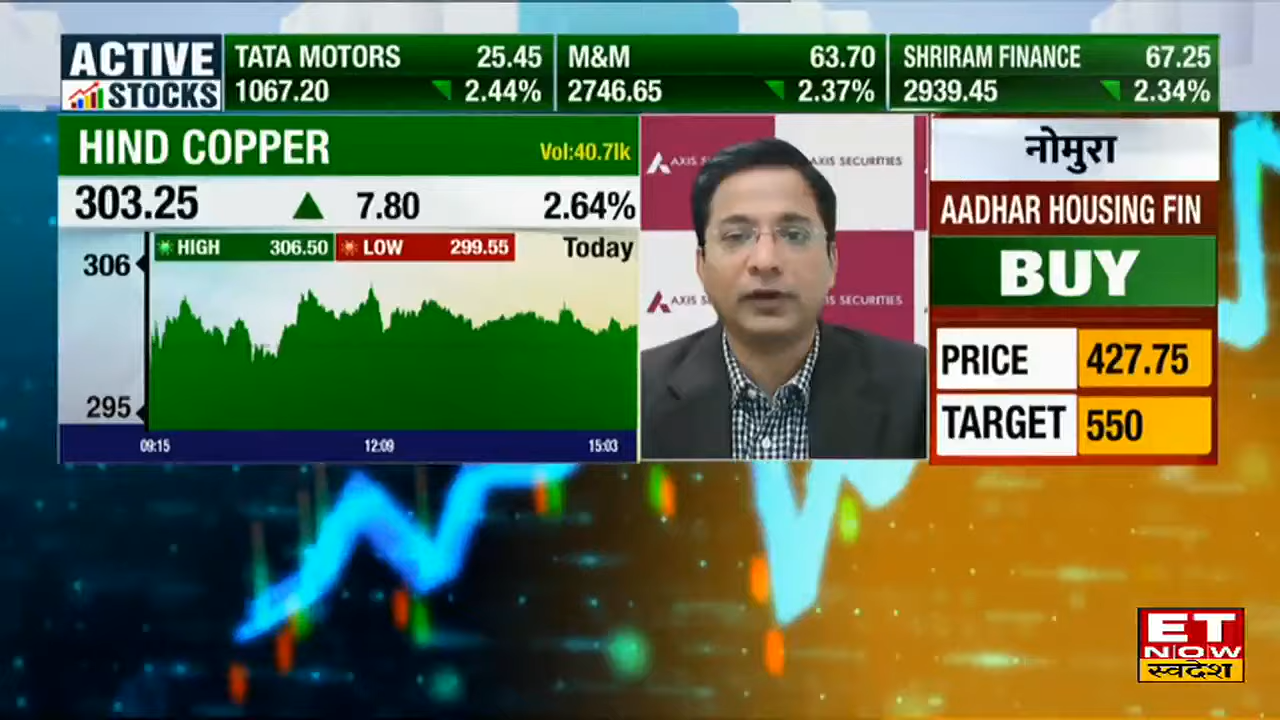 ACTIVE
STOCKS
TATA MOTORS 25.45
1067.20 2.44%
M&M 63.70
2746.65 2.37%
SHRIRAM FINANCE 67.25
2939.45 2.34%
HIND COPPER Vol:40.7lk
303.25 7.80 2.64%
HIGH 306.50 LOW 299.55 Today
306
295
09:15 12:09 15:03
AXIS SECURITIES
AXIS SECURITIES
नोमुरा
AADHAR HOUSING FIN
BUY
PRICE 427.75
TARGET 550
ET
NOW
स्वदेश